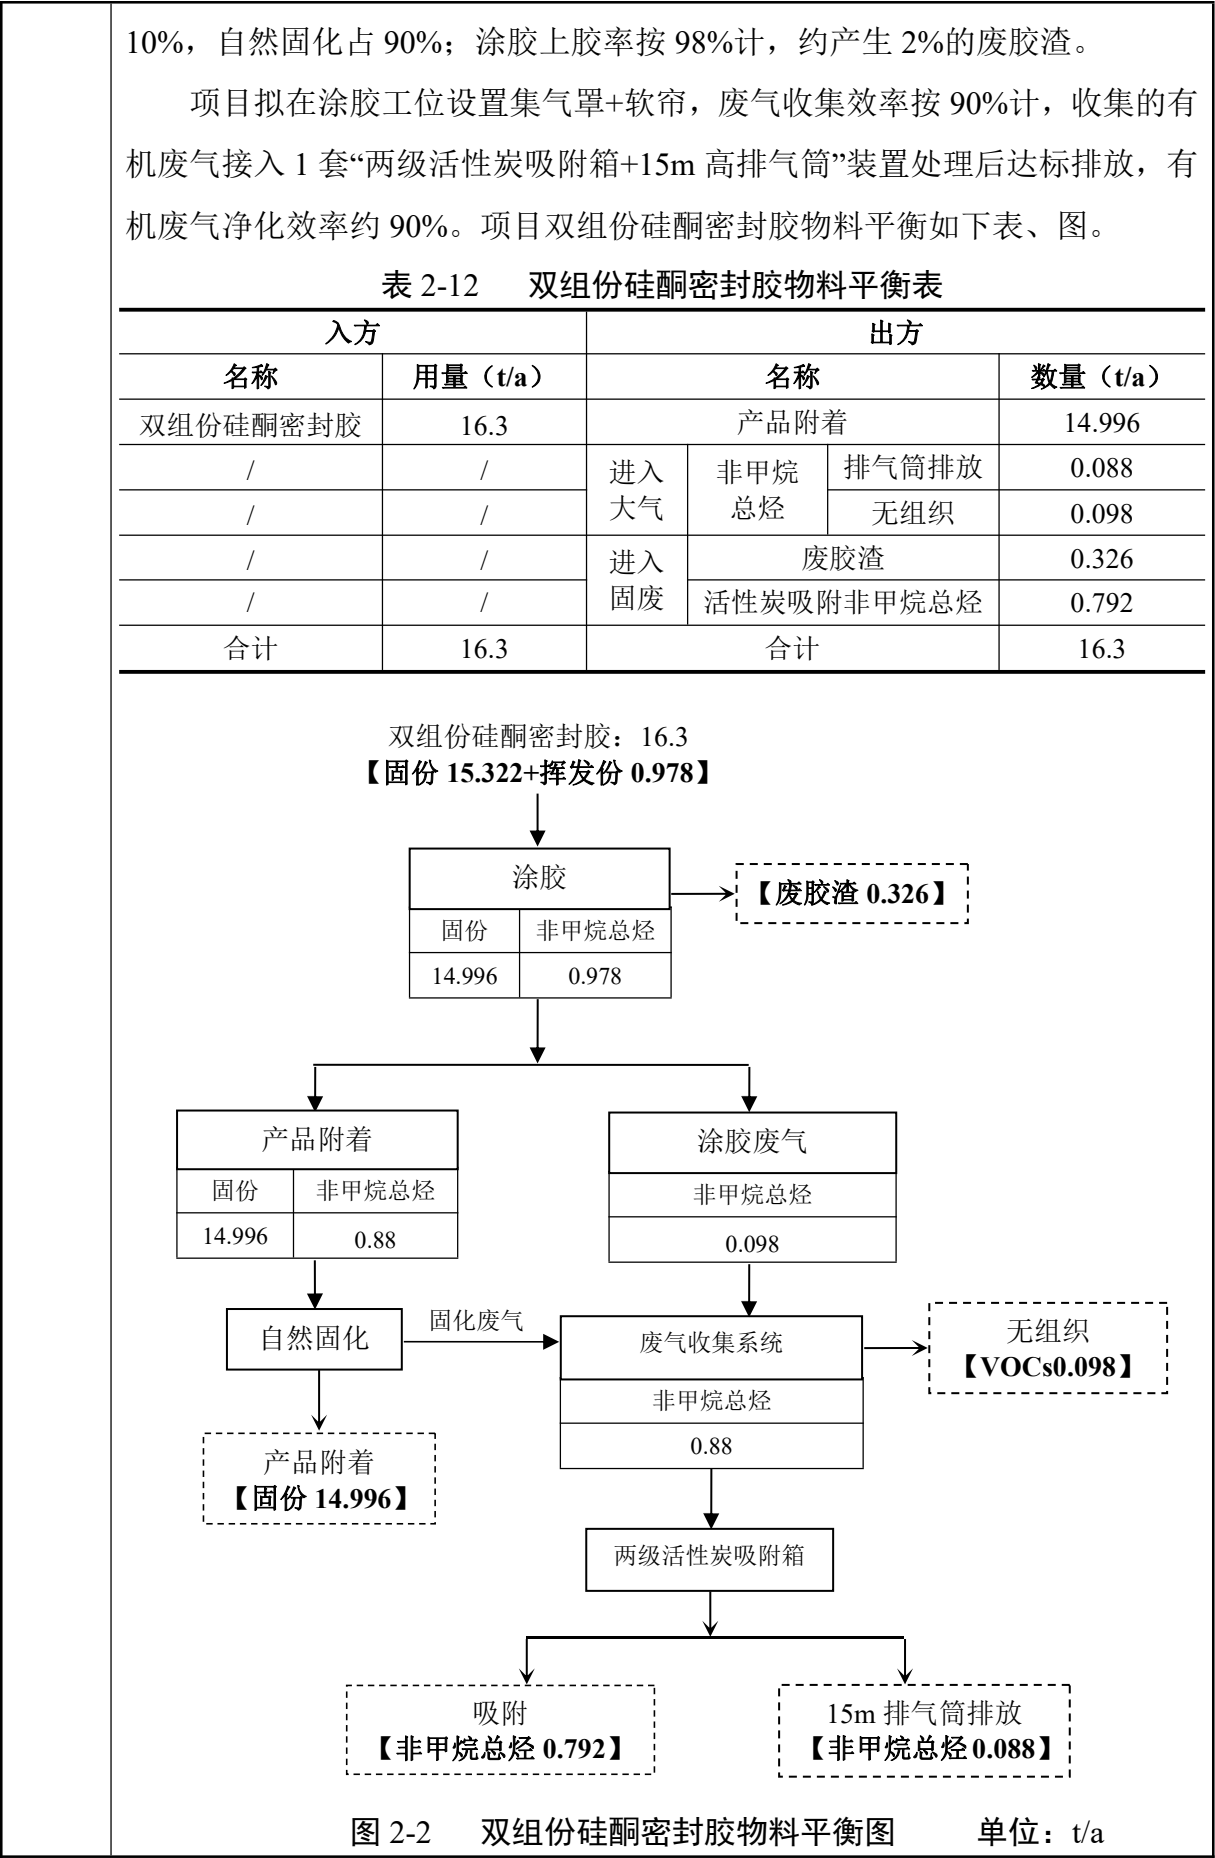 10%，自然固化占 90%；涂胶上胶率按 98%计，约产生 2%的废胶渣。
项目拟在涂胶工位设置集气罩+软帘，废气收集效率按 90%计，收集的有
机废气接入 1 套“两级活性炭吸附箱+15m 高排气筒”装置处理后达标排放，有
机废气净化效率约 90%。项目双组份硅酮密封胶物料平衡如下表、图。
表 2-12 双组份硅酮密封胶物料平衡表
入方 出方
名称 用量（t/a） 名称 数量（t/a）
双组份硅酮密封胶 16.3 产品附着 14.996
/ / 进入大气 非甲烷总烃 排气筒排放 0.088
/ / 无组织 0.098
/ / 进入固废 废胶渣 0.326
/ / 活性炭吸附非甲烷总烃 0.792
合计 16.3 合计 16.3
双组份硅酮密封胶：16.3
【固份 15.322+挥发份 0.978】
涂胶
【废胶渣 0.326】
固份 非甲烷总烃
14.996 0.978
产品附着 涂胶废气
固份 非甲烷总烃 非甲烷总烃
14.996 0.88 0.098
自然固化 固化废气 废气收集系统 无组织
【VOCs0.098】
非甲烷总烃
0.88
产品附着
【固份 14.996】
两级活性炭吸附箱
吸附 15m 排气筒排放
【非甲烷总烃 0.792】 【非甲烷总烃 0.088】
图 2-2 双组份硅酮密封胶物料平衡图 单位：t/a